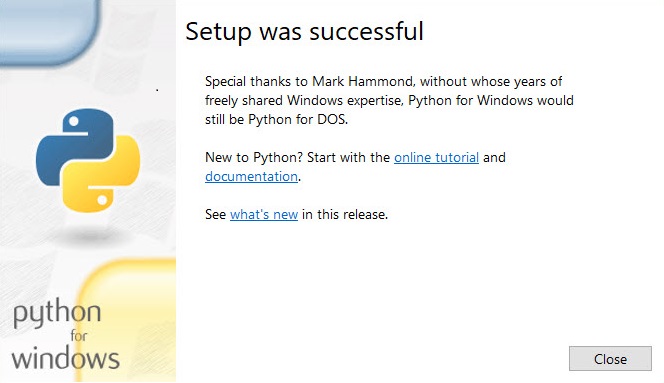 Setup was successful
Special thanks to Mark Hammond, without whose years of
freely shared Windows expertise, Python for Windows would
still be Python for DOS.
New to Python? Start with the online tutorial and
documentation.
See what's new in this release.
python
for
windows
Close